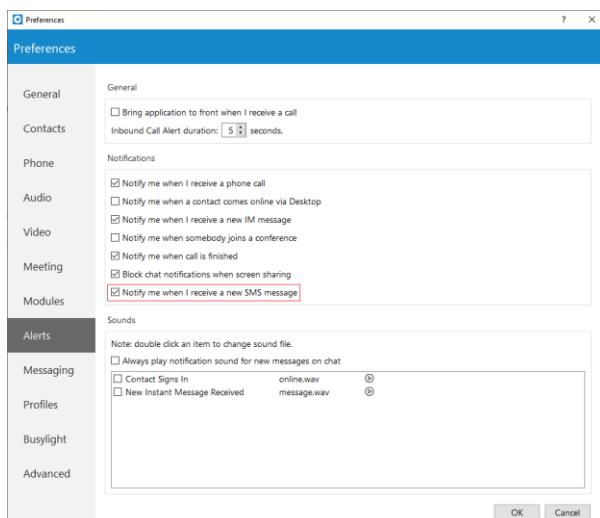 Preferences
?
Preferences
General
Contacts
Phone
Audio
Video
Meeting
Modules
Alerts
Messaging
Profiles
Busylight
Advanced
General
Bring application to front when I receive a call
Inbound Call Alert duration: 5 seconds.
Notifications
Notify me when I receive a phone call
Notify me when a contact comes online via Desktop
Notify me when I receive a new IM message
Notify me when somebody joins a conference
Notify me when call is finished
Block chat notifications when screen sharing
Notify me when I receive a new SMS message
Sounds
Note: double click an item to change sound file.
Always play notification sound for new messages on chat
Contact Signs In online.wav
New Instant Message Received message.wav
OK Cancel